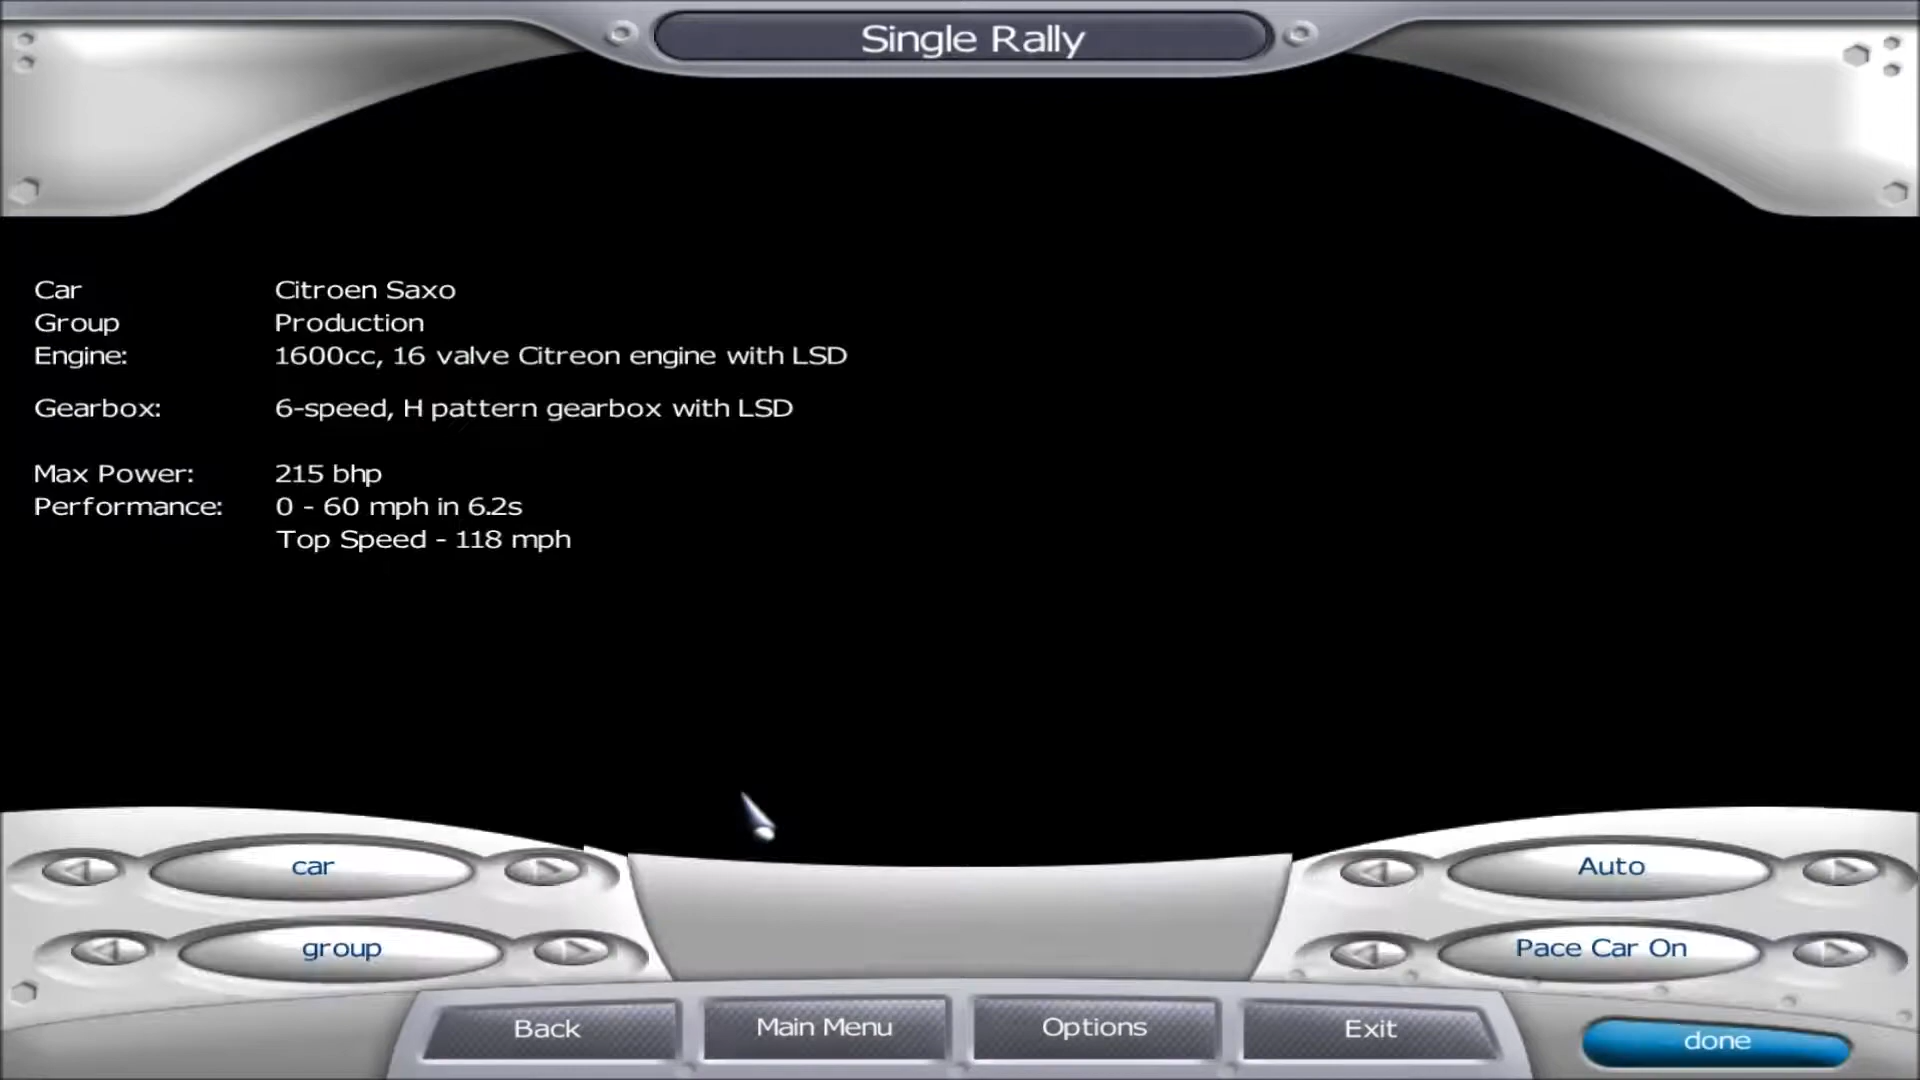 Single Rally
Car Citroen Saxo
Group Production
Engine: 1600cc, 16 valve Citreon engine with LSD
Gearbox: 6-speed, H pattern gearbox with LSD
Max Power: 215 bhp
Performance: 0 - 60 mph in 6.2s
Top Speed - 118 mph
car
Auto
group
Pace Car On
Back
Main Menu
Options
Exit
done